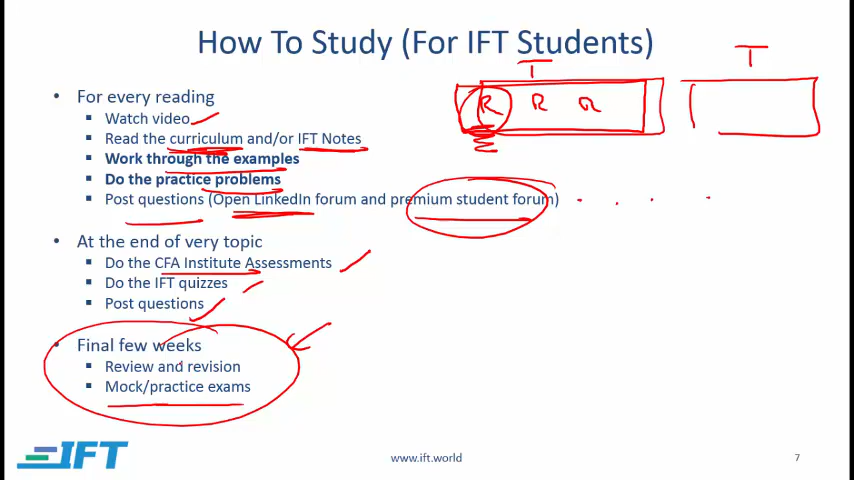 How To Study (For IFT Students)
T
T
R R R
• For every reading
▪ Watch video
▪ Read the curriculum and/or IFT Notes
▪ Work through the examples
▪ Do the practice problems
▪ Post questions (Open LinkedIn forum and premium student forum)
• At the end of very topic
▪ Do the CFA Institute Assessments
▪ Do the IFT quizzes
▪ Post questions
• Final few weeks
▪ Review and revision
▪ Mock/practice exams
IFT
www.ift.world
7